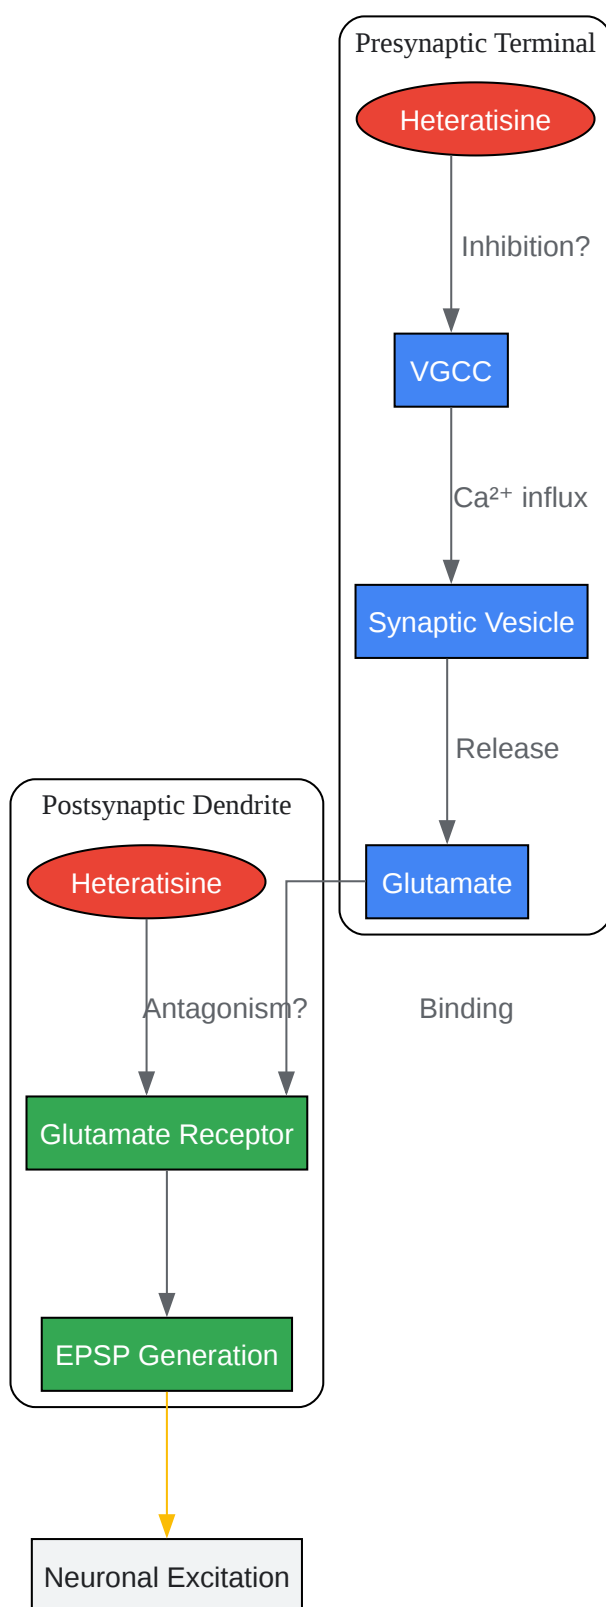 Presynaptic Terminal
Heteratisine
Inhibition?
VGCC
Ca²⁺ influx
Synaptic Vesicle
Release
Glutamate
Binding
Postsynaptic Dendrite
Heteratisine
Antagonism?
Glutamate Receptor
EPSP Generation
Neuronal Excitation